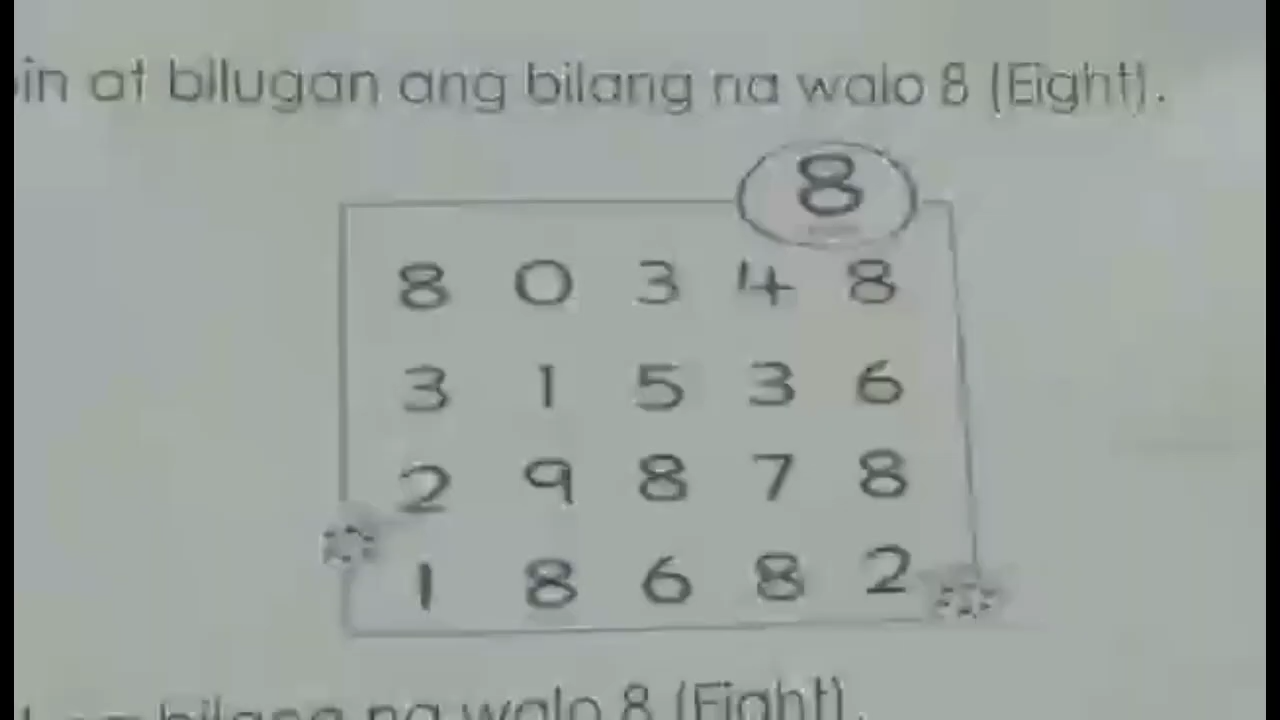 at bilugan ang bilang na walo 8 (Eight).
8
8 0 3 4 8
3 1 5 3 6
2 9 8 7 8
1 8 6 8 2
bilang na walo 8 (Eight).